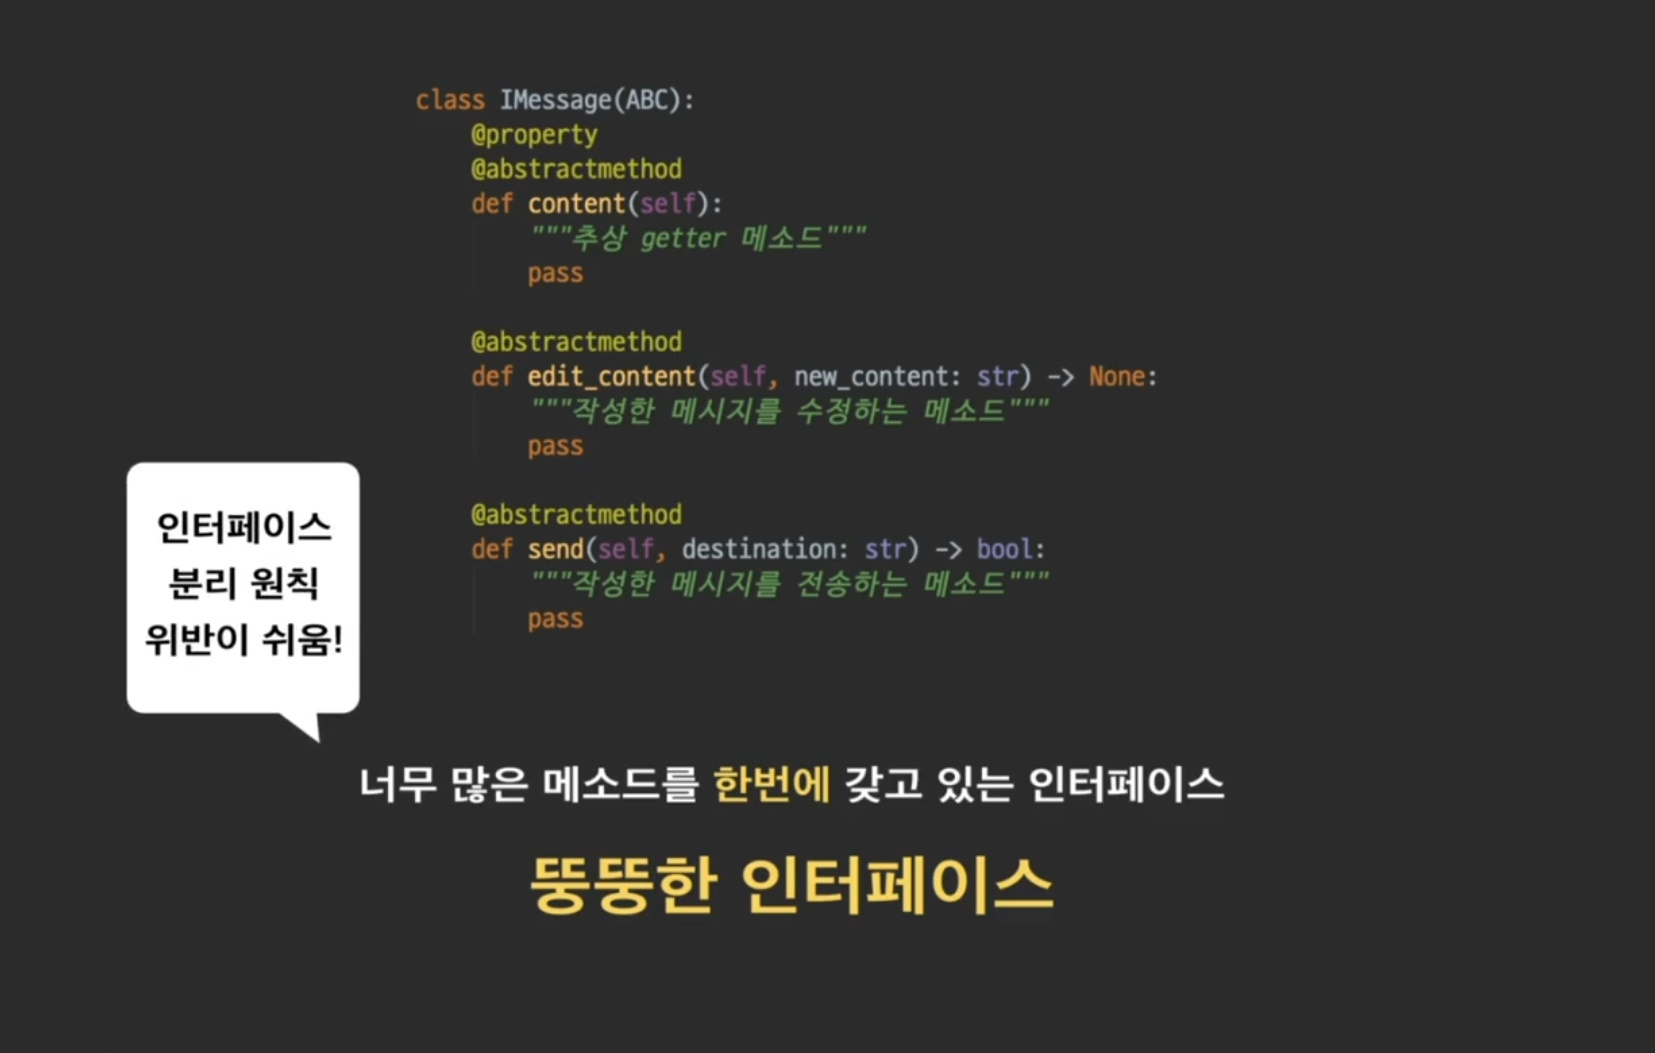 class IMessage(ABC):
    @property
    @abstractmethod
    def content(self):
        """추상 getter 메소드"""
        pass

    @abstractmethod
    def edit_content(self, new_content: str) -> None:
        """작성한 메시지를 수정하는 메소드"""
        pass

    @abstractmethod
    def send(self, destination: str) -> bool:
        """작성한 메시지를 전송하는 메소드"""
        pass
인터페이스
분리 원칙
위반이 쉬움!
너무 많은 메소드를 한번에 갖고 있는 인터페이스
뚱뚱한 인터페이스